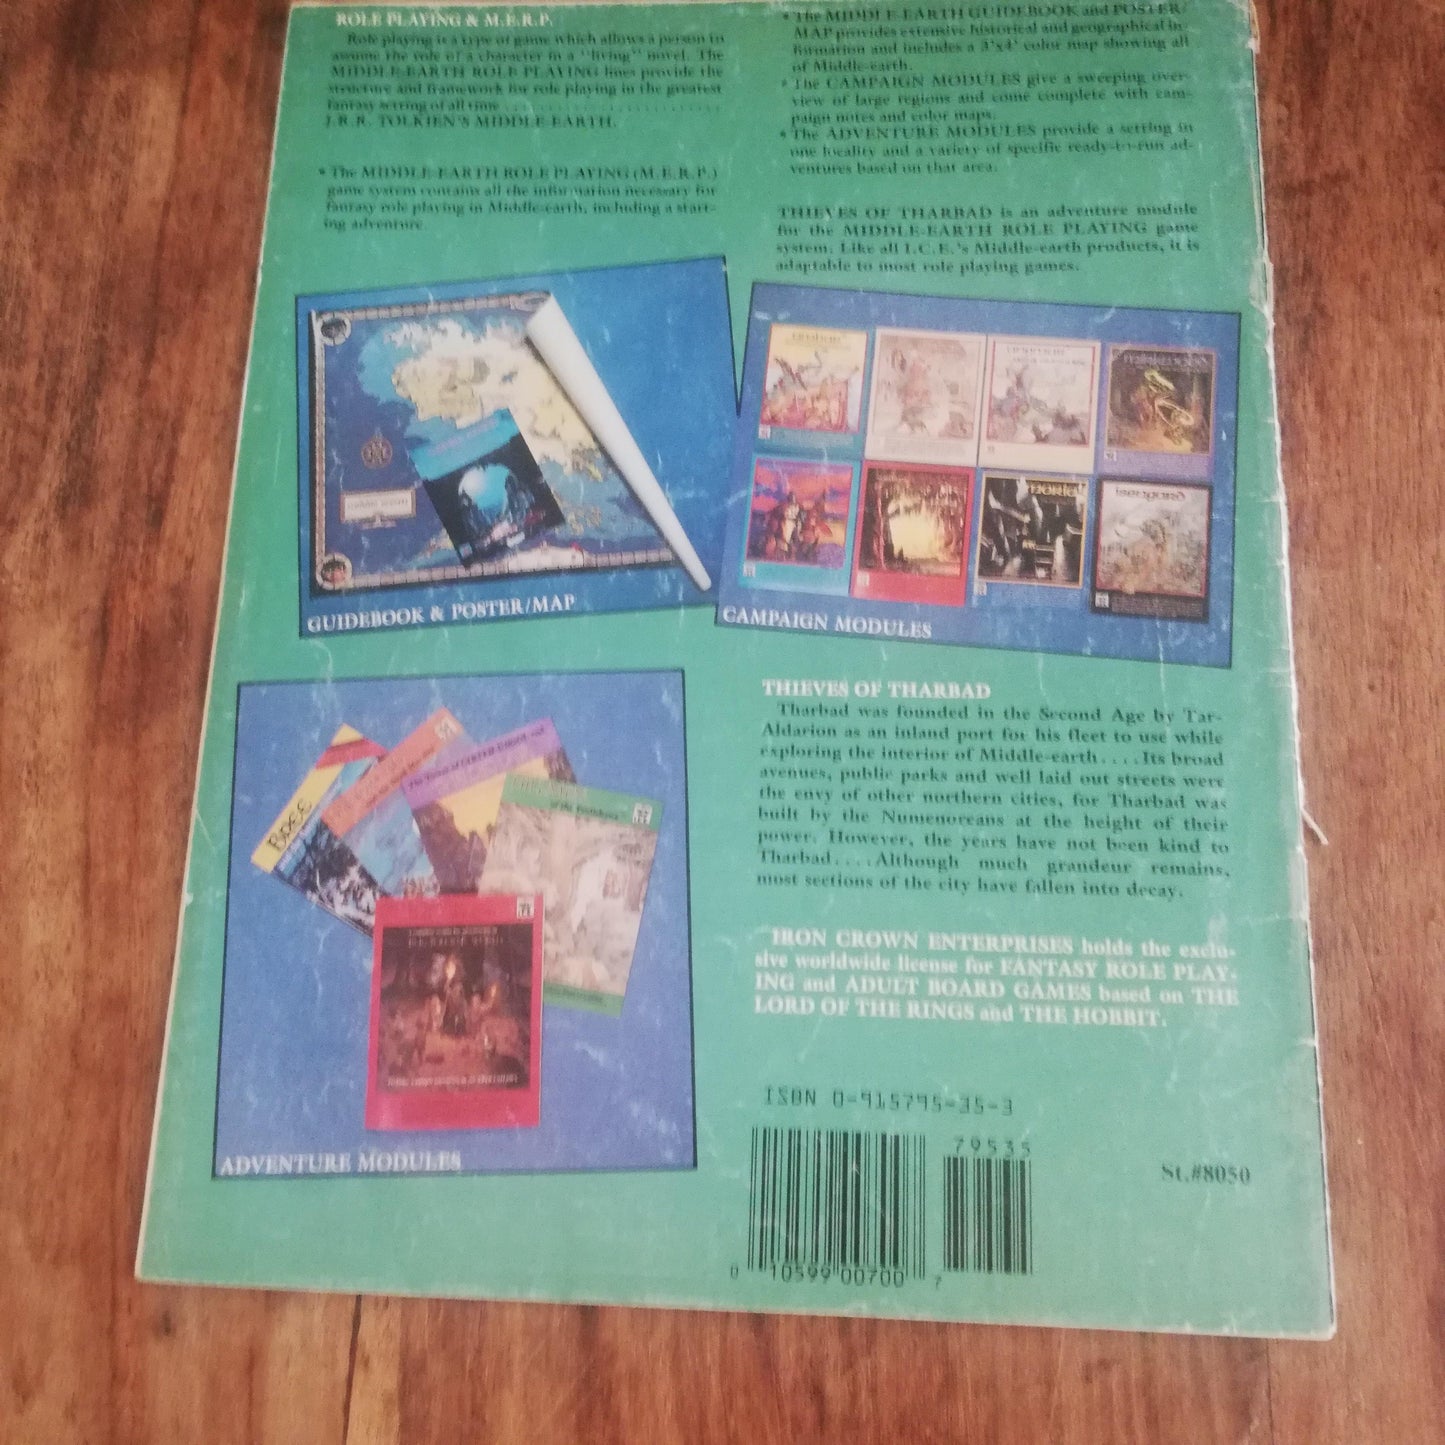 ROLE PLAYING & M.E.R.P.
Role playing is a type of game which allows a person to
assume the role of a character in a "living" novel. The
MIDDLE-EARTH ROLE PLAYING lines provide the
structure and framework for role playing in the greatest
fantasy setting of all time . . . . . . . . . . . . . . . . . . . . . . . .
J.R.R. TOLKIEN'S MIDDLE EARTH.
• The MIDDLE-EARTH ROLE PLAYING (M.E.R.P.)
game system contains all the information necessary for
fantasy role playing in Middle-earth, including a start-
ing adventure.
• The MIDDLE-EARTH GUIDEBOOK and POSTER/
MAP provides extensive historical and geographical in-
formation and includes a 3'x4' color map showing all
of Middle-earth.
• The CAMPAIGN MODULES give a sweeping over-
view of large regions and come complete with cam-
paign notes and color maps.
• The ADVENTURE MODULES provide a setting in
one locality and a variety of specific ready-to-run ad-
ventures based on that area.
THIEVES OF THARBAD is an adventure module
for the MIDDLE-EARTH ROLE PLAYING game
system. Like all I.C.E.'s Middle-earth products, it is
adaptable to most role playing games.
GUIDEBOOK & POSTER/MAP
moria
isengard
CAMPAIGN MODULES
BREE
ADVENTURE MODULES
THIEVES OF THARBAD
Tharbad was founded in the Second Age by Tar-
Aldarion as an inland port for his fleet to use while
exploring the interior of Middle-earth . . . . Its broad
avenues, public parks and well laid out streets were
the envy of other northern cities, for Tharbad was
built by the Numenoreans at the height of their
power. However, the years have not been kind to
Tharbad . . . . Although much grandeur remains,
most sections of the city have fallen into decay.
IRON CROWN ENTERPRISES holds the exclu-
sive worldwide license for FANTASY ROLE PLAY-
ING and ADULT BOARD GAMES based on THE
LORD OF THE RINGS and THE HOBBIT.
ISBN 0-915795-35-3
79535
0 10599 00700 7
St.#8050